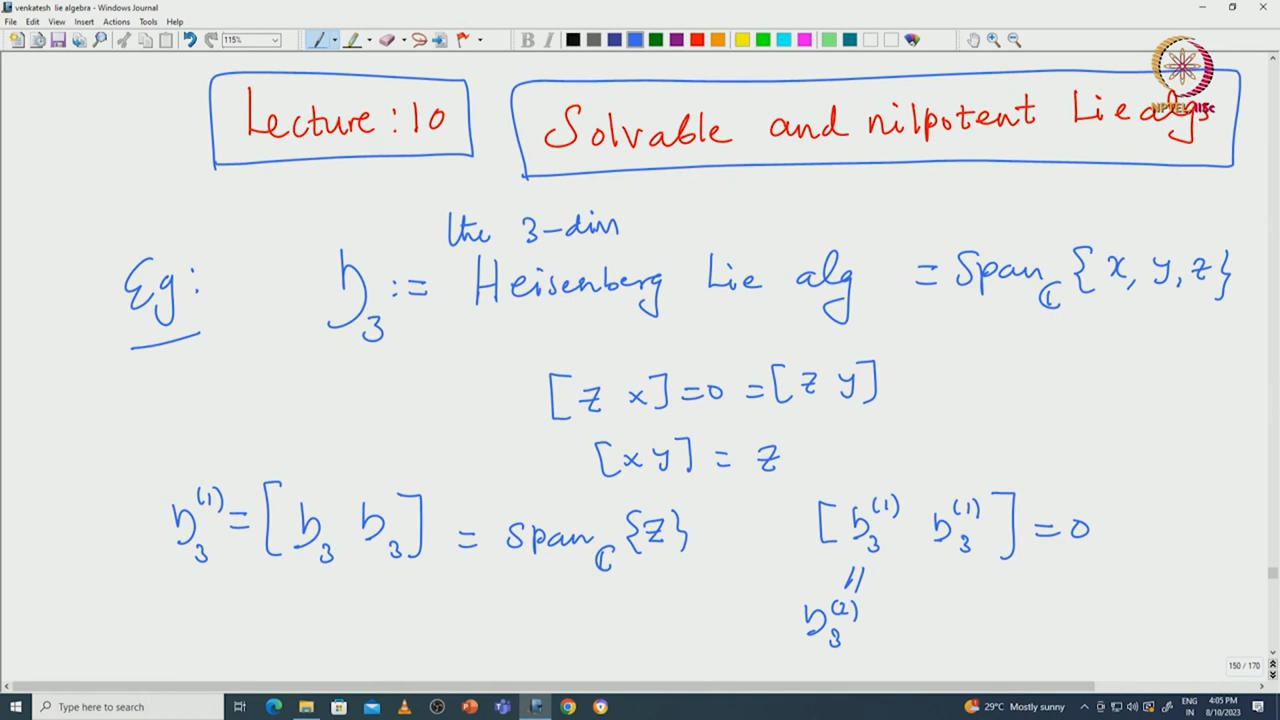 venkatesh lie algebra - Windows Journal
File Edit View Insert Actions Tools Help
115%
B I
NPTEL
Lecture : 10
Solvable and nilpotent Lie algs
the 3-dim
Eg: 𝔥₃ := Heisenberg Lie alg = Span_ℂ {x, y, z}
[z x] = 0 = [z y]
[x y] = z
𝔥₃⁽¹⁾ = [𝔥₃ 𝔥₃] = span_ℂ {z} [𝔥₃⁽¹⁾ 𝔥₃⁽¹⁾] = 0
||
𝔥₃⁽²⁾
150 / 170
Type here to search
29°C Mostly sunny
ENG
IN
4:05 PM
8/10/2023